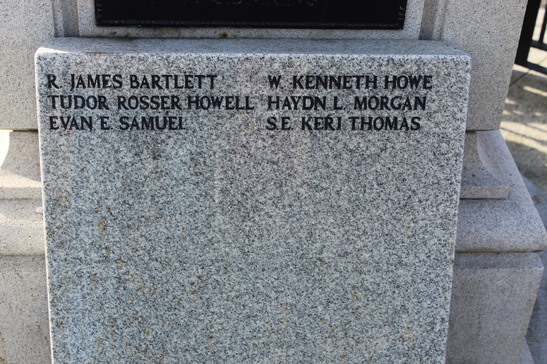 R. JAMES BARTLETT W. KENNETH HOWE
TUDOR ROSSER HOWELL HAYDN L. MORGAN
EVAN E. SAMUEL S.E. KERI THOMAS